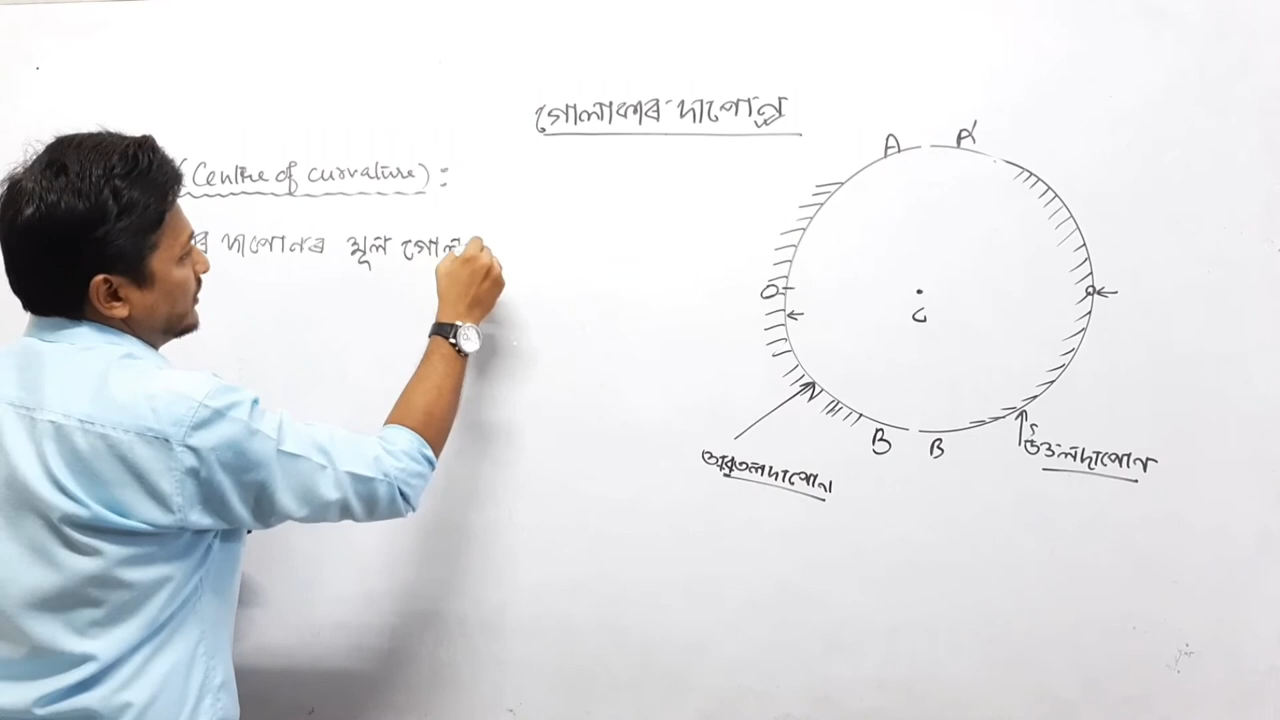 গোলাকাৰ দাপোণ
(Centre of curvature) :
ৰ দাপোনৰ মূল গোল
A A'
O
C
B B
অৱতল দাপোন
উত্তল দাপোন